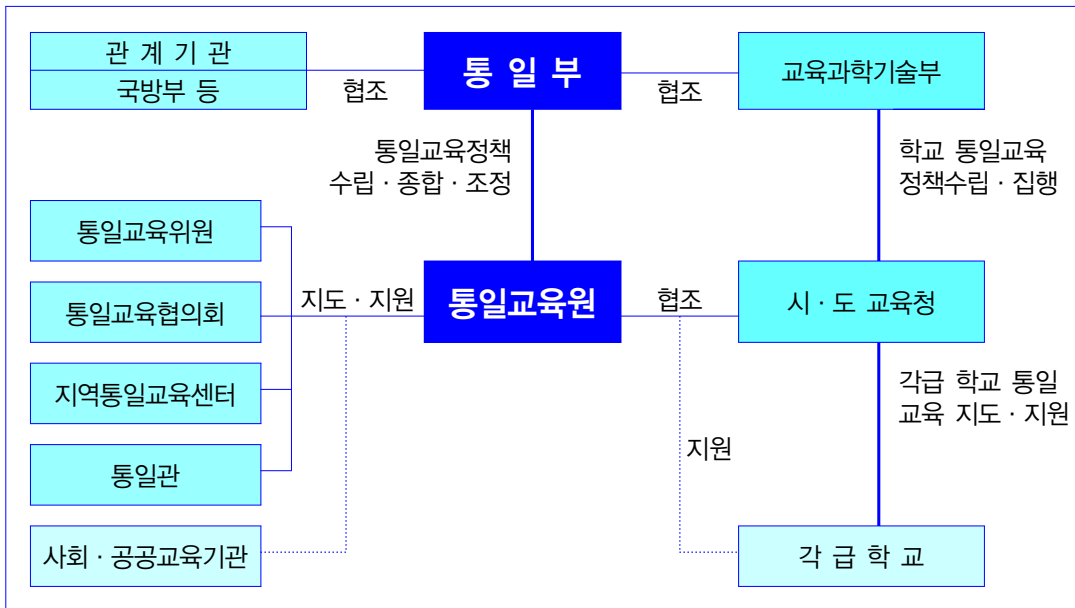 관 계 기 관
국방부 등
협조
통 일 부
협조
교육과학기술부
통일교육정책
수립 · 종합 · 조정
학교 통일교육
정책수립 · 집행
통일교육위원
통일교육협의회
지역통일교육센터
통일관
사회 · 공공교육기관
지도 · 지원
통일교육원
협조
시 · 도 교육청
각급 학교 통일
교육 지도 · 지원
지원
각 급 학 교